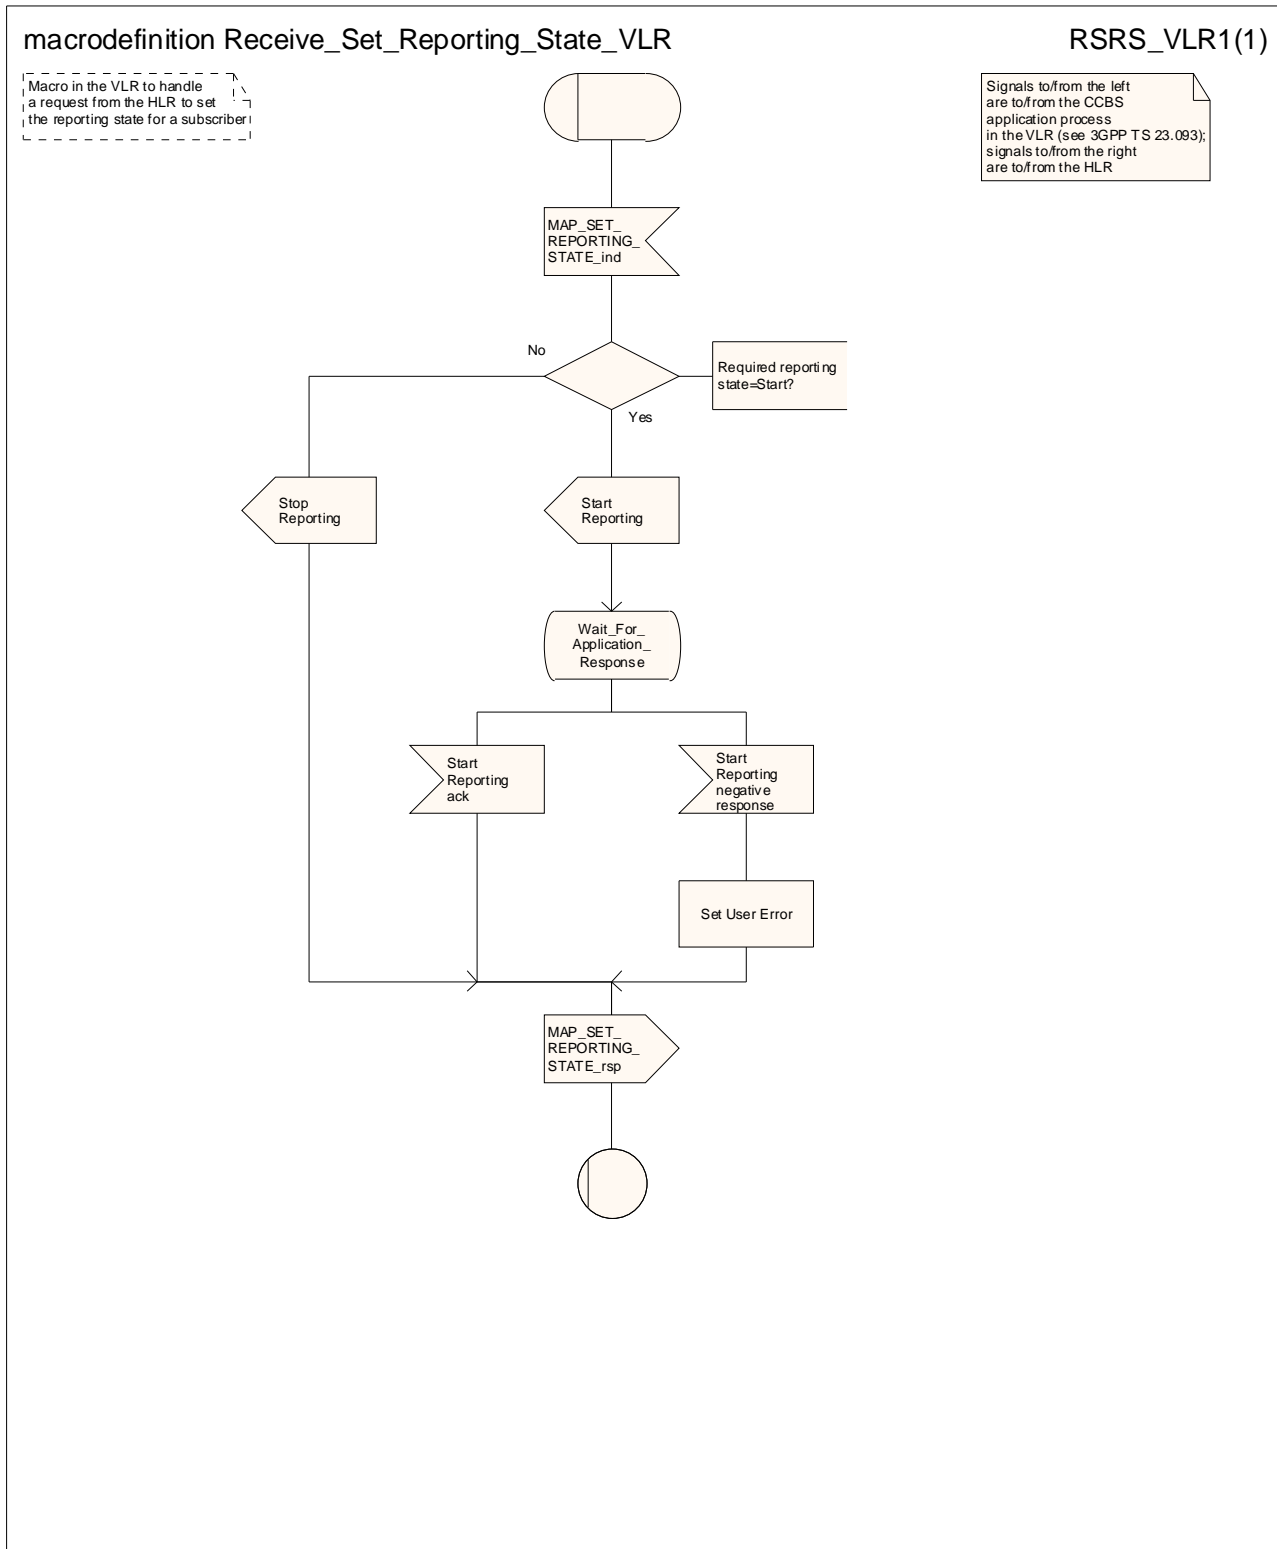 macrodefinition Receive_Set_Reporting_State_VLR
RSRS_VLR1(1)
Macro in the VLR to handle
a request from the HLR to set
the reporting state for a subscriber
Signals to/from the left
are to/from the CCBS
application process
in the VLR (see 3GPP TS 23.093);
signals to/from the right
are to/from the HLR
MAP_SET_
REPORTING_
STATE_ind
No
Required reporting
state=Start?
Yes
Stop
Reporting
Start
Reporting
Wait_For_
Application_
Response
Start
Reporting
ack
Start
Reporting
negative
response
Set User Error
MAP_SET_
REPORTING_
STATE_rsp